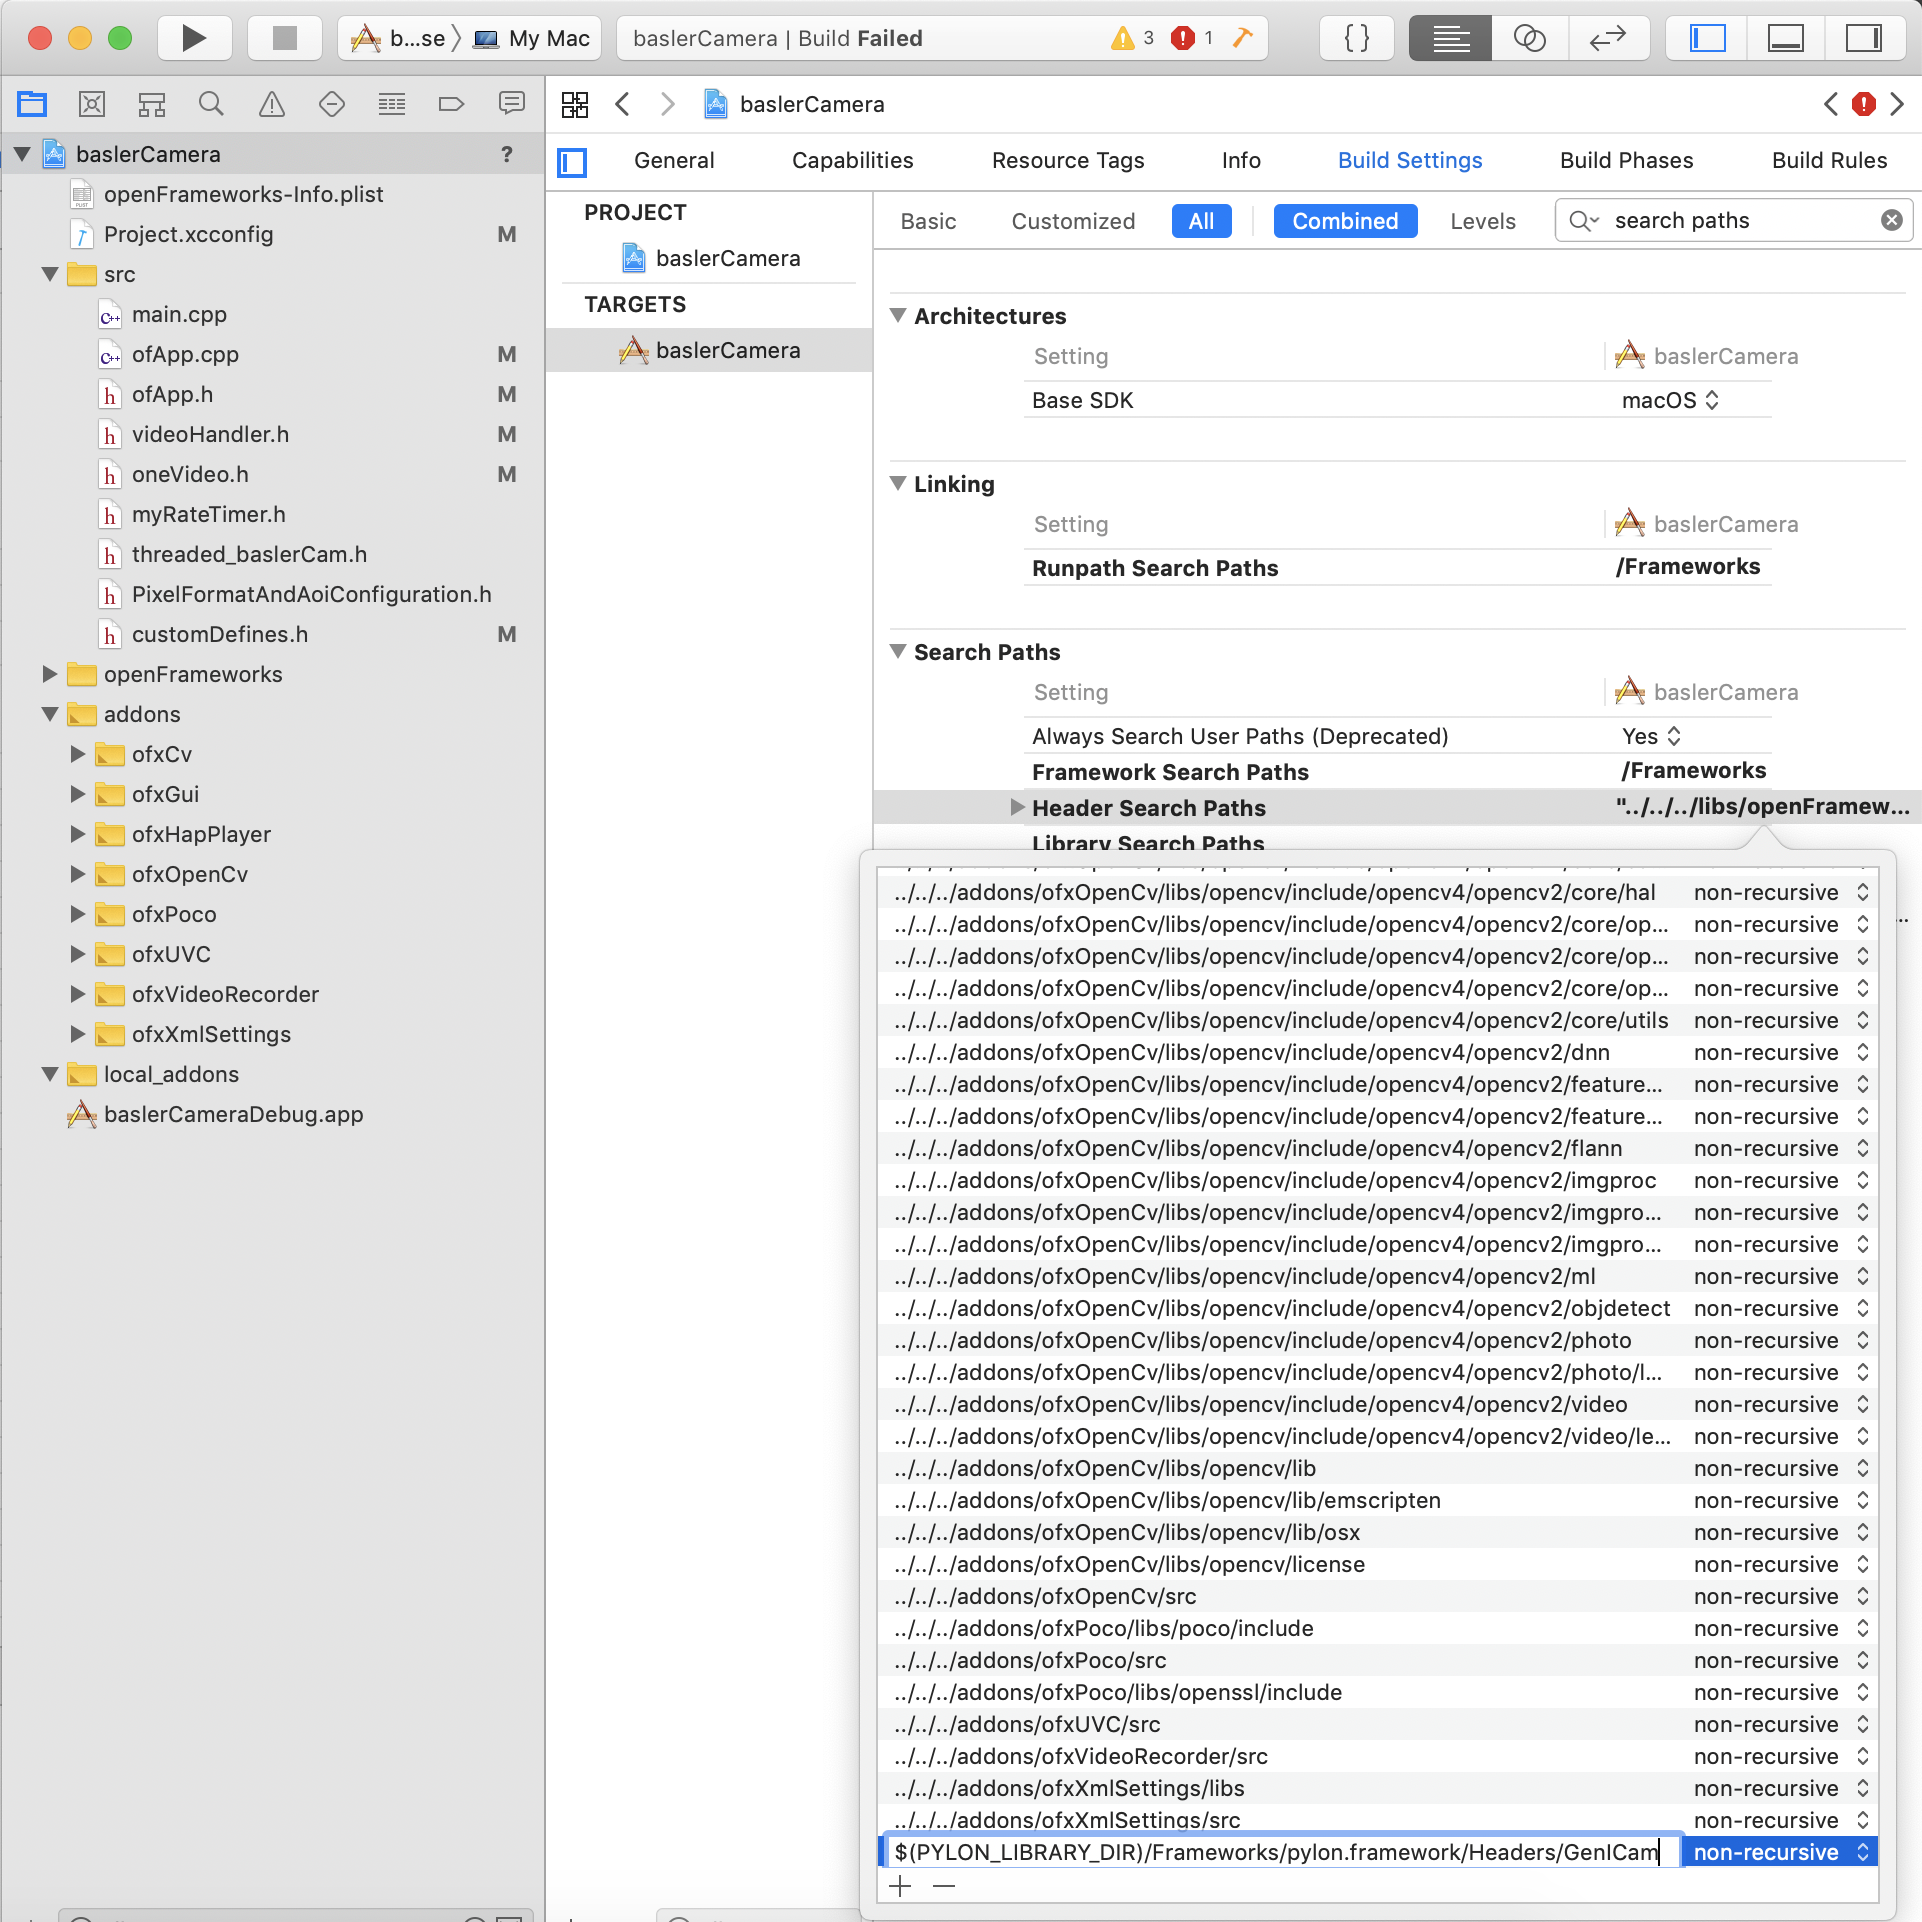 b...se 〉 My Mac
baslerCamera | Build Failed
3
1
baslerCamera
General
Capabilities
Resource Tags
Info
Build Settings
Build Phases
Build Rules
baslerCamera
?
openFrameworks-Info.plist
Project.xcconfig M
src
main.cpp
ofApp.cpp M
ofApp.h M
videoHandler.h M
oneVideo.h M
myRateTimer.h
threaded_baslerCam.h
PixelFormatAndAoiConfiguration.h
customDefines.h M
openFrameworks
addons
ofxCv
ofxGui
ofxHapPlayer
ofxOpenCv
ofxPoco
ofxUVC
ofxVideoRecorder
ofxXmlSettings
local_addons
baslerCameraDebug.app
PROJECT
baslerCamera
TARGETS
baslerCamera
Basic
Customized
All
Combined
Levels
search paths
Architectures
Setting baslerCamera
Base SDK macOS
Linking
Setting baslerCamera
Runpath Search Paths /Frameworks
Search Paths
Setting baslerCamera
Always Search User Paths (Deprecated) Yes
Framework Search Paths /Frameworks
Header Search Paths "../../../libs/openFramew...
Library Search Paths
../../../addons/ofxOpenCv/libs/opencv/include/opencv4/opencv2/core/hal non-recursive
../../../addons/ofxOpenCv/libs/opencv/include/opencv4/opencv2/core/op... non-recursive
../../../addons/ofxOpenCv/libs/opencv/include/opencv4/opencv2/core/op... non-recursive
../../../addons/ofxOpenCv/libs/opencv/include/opencv4/opencv2/core/op... non-recursive
../../../addons/ofxOpenCv/libs/opencv/include/opencv4/opencv2/core/utils non-recursive
../../../addons/ofxOpenCv/libs/opencv/include/opencv4/opencv2/dnn non-recursive
../../../addons/ofxOpenCv/libs/opencv/include/opencv4/opencv2/feature... non-recursive
../../../addons/ofxOpenCv/libs/opencv/include/opencv4/opencv2/feature... non-recursive
../../../addons/ofxOpenCv/libs/opencv/include/opencv4/opencv2/flann non-recursive
../../../addons/ofxOpenCv/libs/opencv/include/opencv4/opencv2/imgproc non-recursive
../../../addons/ofxOpenCv/libs/opencv/include/opencv4/opencv2/imgpro... non-recursive
../../../addons/ofxOpenCv/libs/opencv/include/opencv4/opencv2/imgpro... non-recursive
../../../addons/ofxOpenCv/libs/opencv/include/opencv4/opencv2/ml non-recursive
../../../addons/ofxOpenCv/libs/opencv/include/opencv4/opencv2/objdetect non-recursive
../../../addons/ofxOpenCv/libs/opencv/include/opencv4/opencv2/photo non-recursive
../../../addons/ofxOpenCv/libs/opencv/include/opencv4/opencv2/photo/l... non-recursive
../../../addons/ofxOpenCv/libs/opencv/include/opencv4/opencv2/video non-recursive
../../../addons/ofxOpenCv/libs/opencv/include/opencv4/opencv2/video/le... non-recursive
../../../addons/ofxOpenCv/libs/opencv/lib non-recursive
../../../addons/ofxOpenCv/libs/opencv/lib/emscripten non-recursive
../../../addons/ofxOpenCv/libs/opencv/lib/osx non-recursive
../../../addons/ofxOpenCv/libs/opencv/license non-recursive
../../../addons/ofxOpenCv/src non-recursive
../../../addons/ofxPoco/libs/poco/include non-recursive
../../../addons/ofxPoco/src non-recursive
../../../addons/ofxPoco/libs/openssl/include non-recursive
../../../addons/ofxUVC/src non-recursive
../../../addons/ofxVideoRecorder/src non-recursive
../../../addons/ofxXmlSettings/libs non-recursive
../../../addons/ofxXmlSettings/src non-recursive
$(PYLON_LIBRARY_DIR)/Frameworks/pylon.framework/Headers/GenICam non-recursive